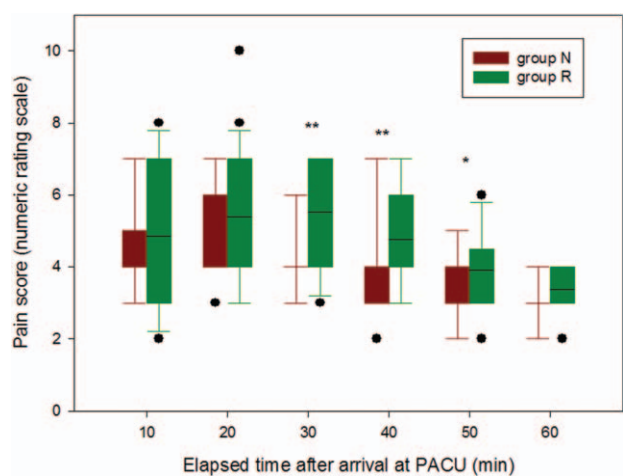 10
8
6
4
2
0
Pain score (numeric rating scale)
group N
group R
**
**
*
10 20 30 40 50 60
Elapsed time after arrival at PACU (min)